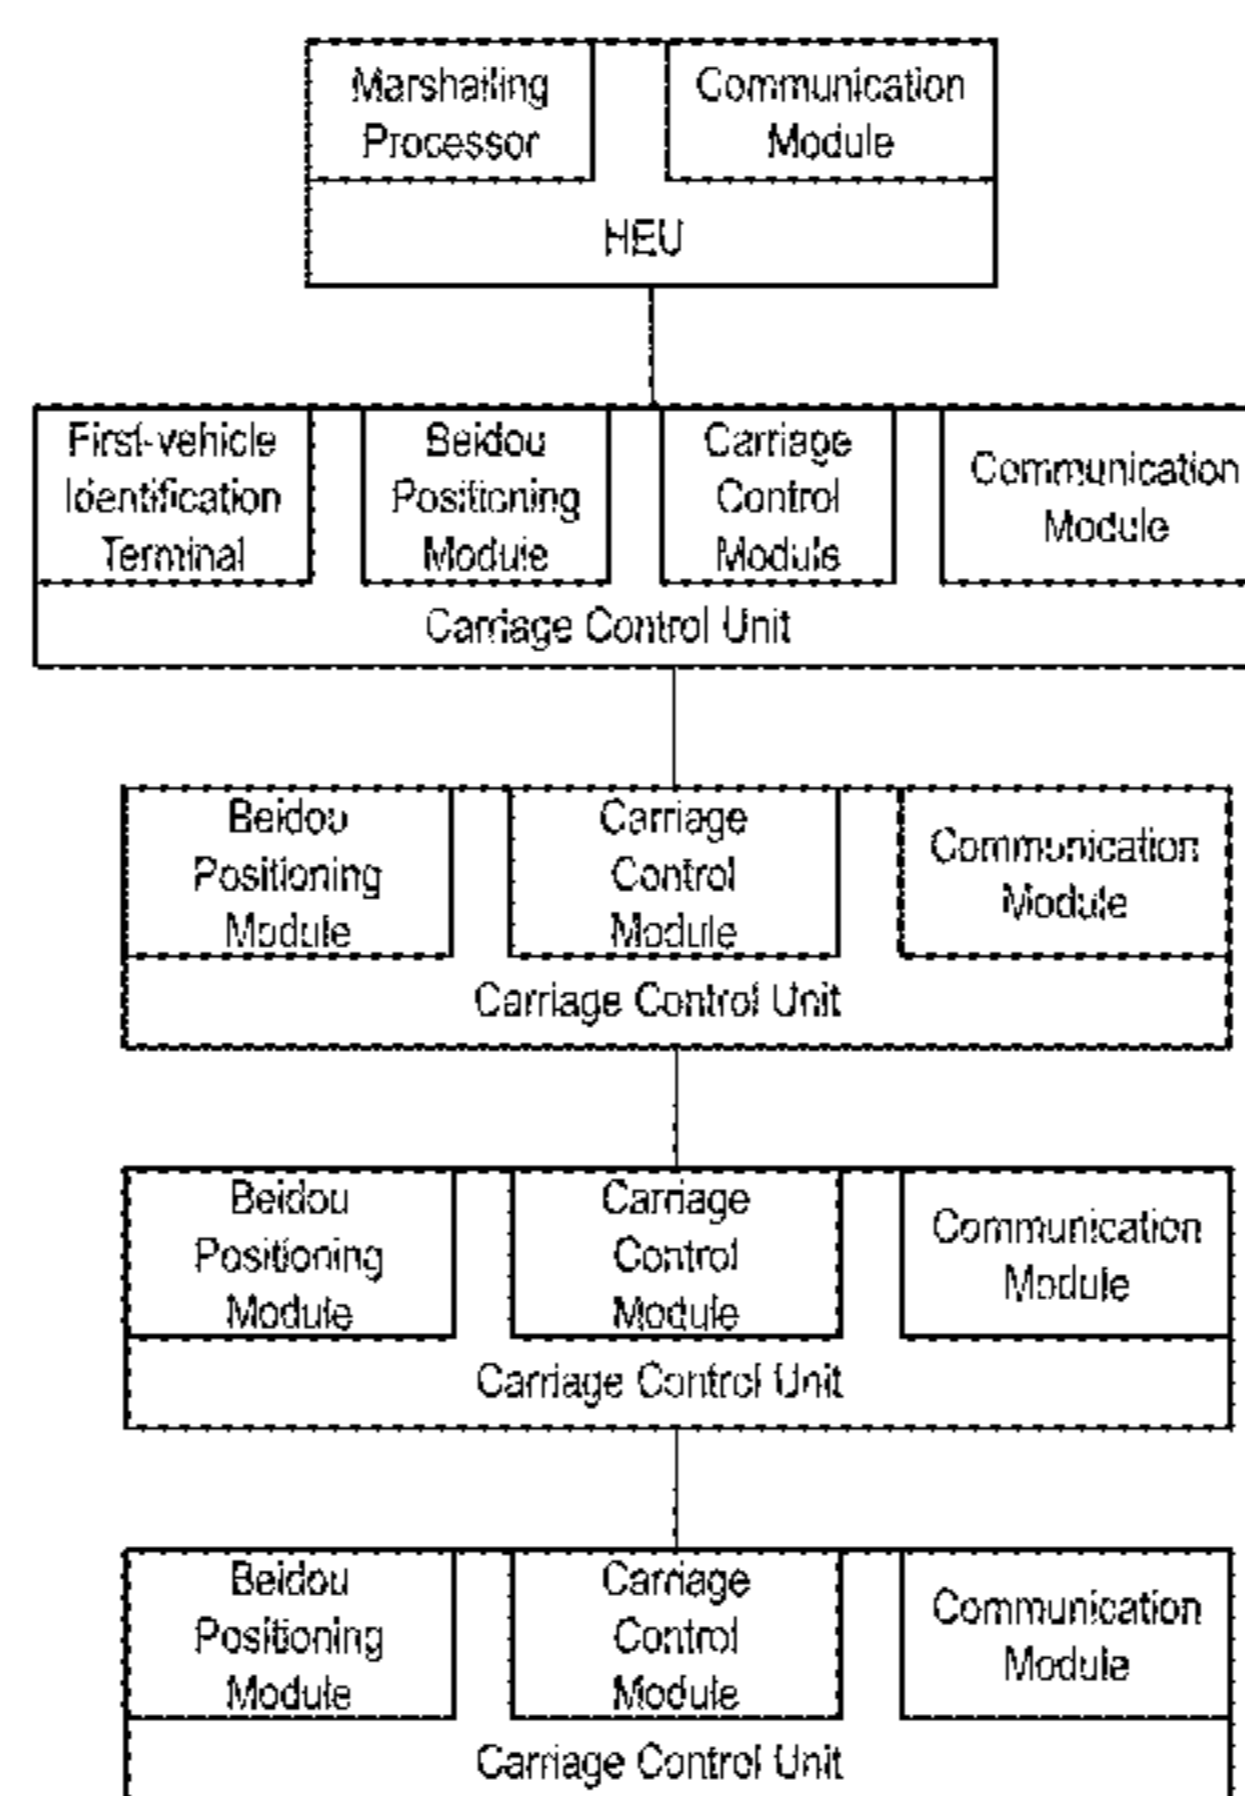 Marshalling
Processor
Communication
Module
HEU
First-vehicle
Identification
Terminal
Beidou
Positioning
Module
Carriage
Control
Module
Communication
Module
Carriage Control Unit
Beidou
Positioning
Module
Carriage
Control
Module
Communication
Module
Carriage Control Unit
Beidou
Positioning
Module
Carriage
Control
Module
Communication
Module
Carriage Control Unit
Beidou
Positioning
Module
Carriage
Control
Module
Communication
Module
Carriage Control Unit